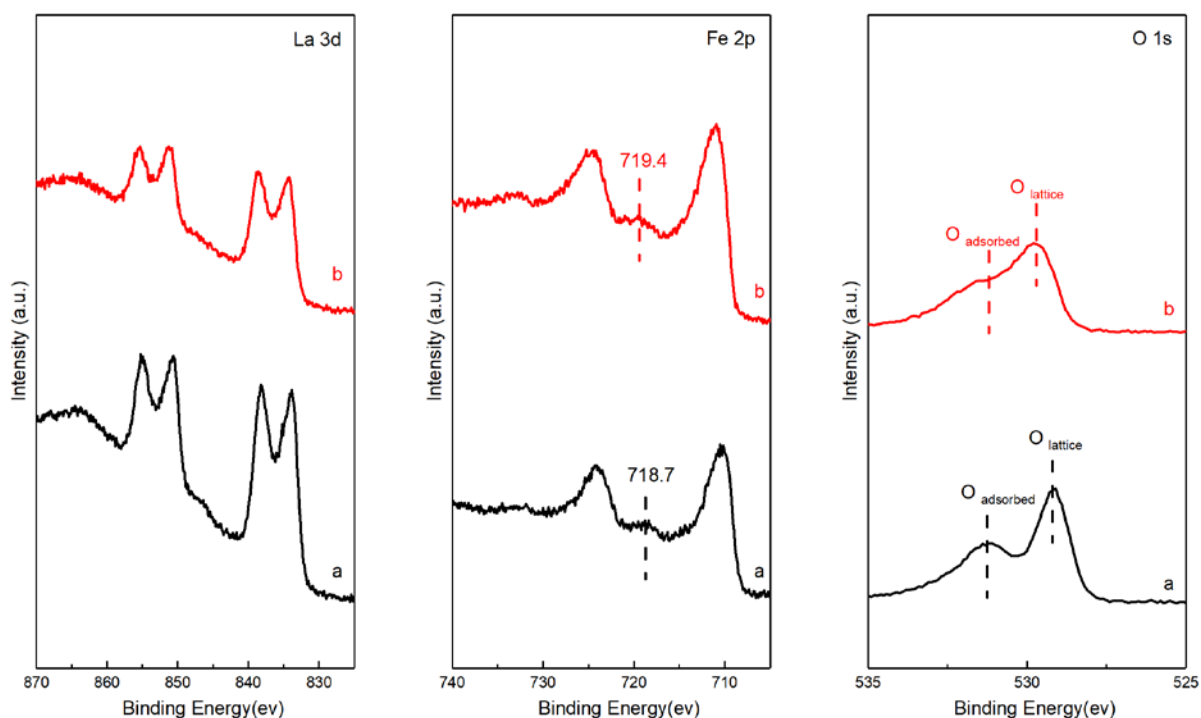 La 3d
b
a
Intensity (a.u.)
870 860 850 840 830
Binding Energy(ev)
Fe 2p
719.4
b
718.7
a
Intensity (a.u.)
740 730 720 710
Binding Energy(ev)
O 1s
O lattice
O adsorbed
b
O lattice
O adsorbed
a
Intensity (a.u.)
535 530 525
Binding Energy(ev)